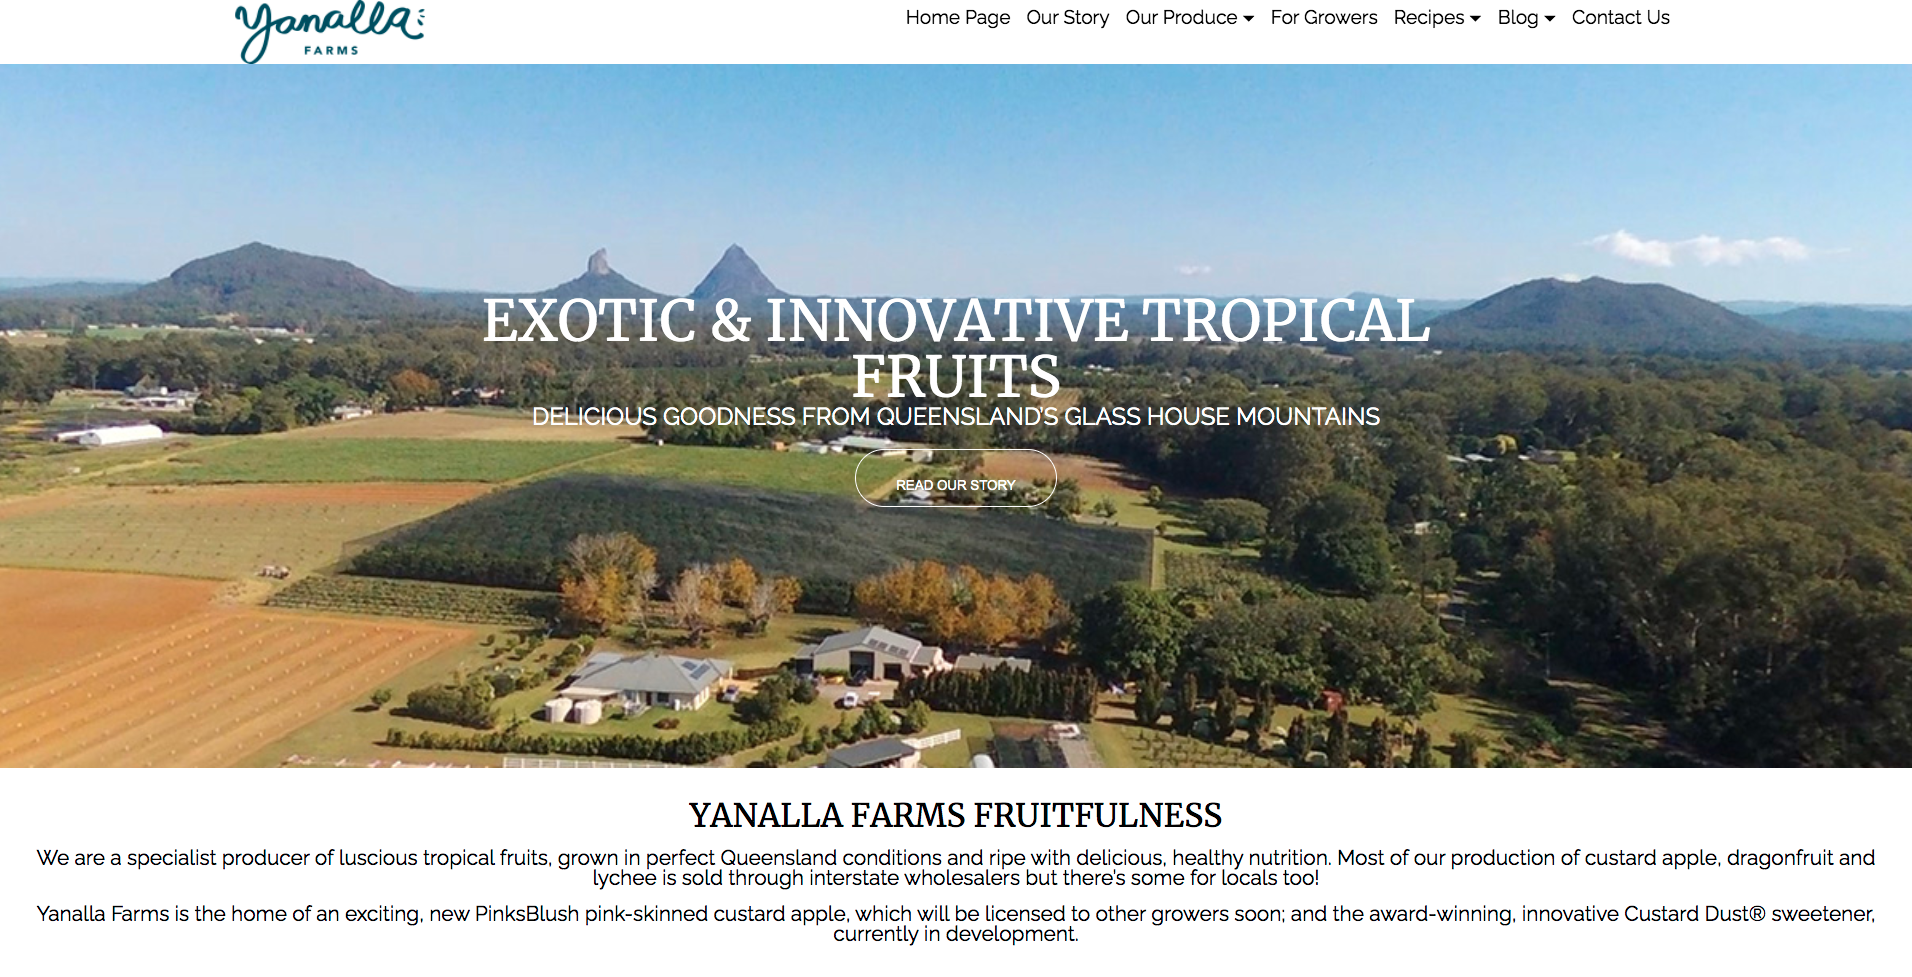 yanalla
FARMS
Home Page Our Story Our Produce For Growers Recipes Blog Contact Us
EXOTIC & INNOVATIVE TROPICAL
FRUITS
DELICIOUS GOODNESS FROM QUEENSLAND'S GLASS HOUSE MOUNTAINS
READ OUR STORY
YANALLA FARMS FRUITFULNESS
We are a specialist producer of luscious tropical fruits, grown in perfect Queensland conditions and ripe with delicious, healthy nutrition. Most of our production of custard apple, dragonfruit and
lychee is sold through interstate wholesalers but there's some for locals too!
Yanalla Farms is the home of an exciting, new PinksBlush pink-skinned custard apple, which will be licensed to other growers soon; and the award-winning, innovative Custard Dust® sweetener,
currently in development.